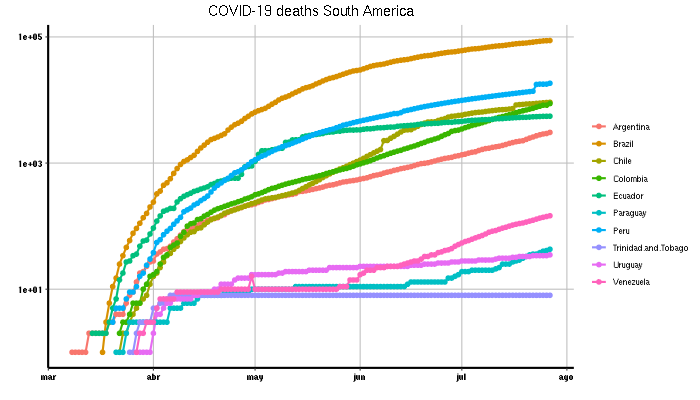 COVID-19 deaths South America
1e+05
1e+03
1e+01
mar abr may jun jul ago
Argentina
Brazil
Chile
Colombia
Ecuador
Paraguay
Peru
Trinidad.and.Tobago
Uruguay
Venezuela